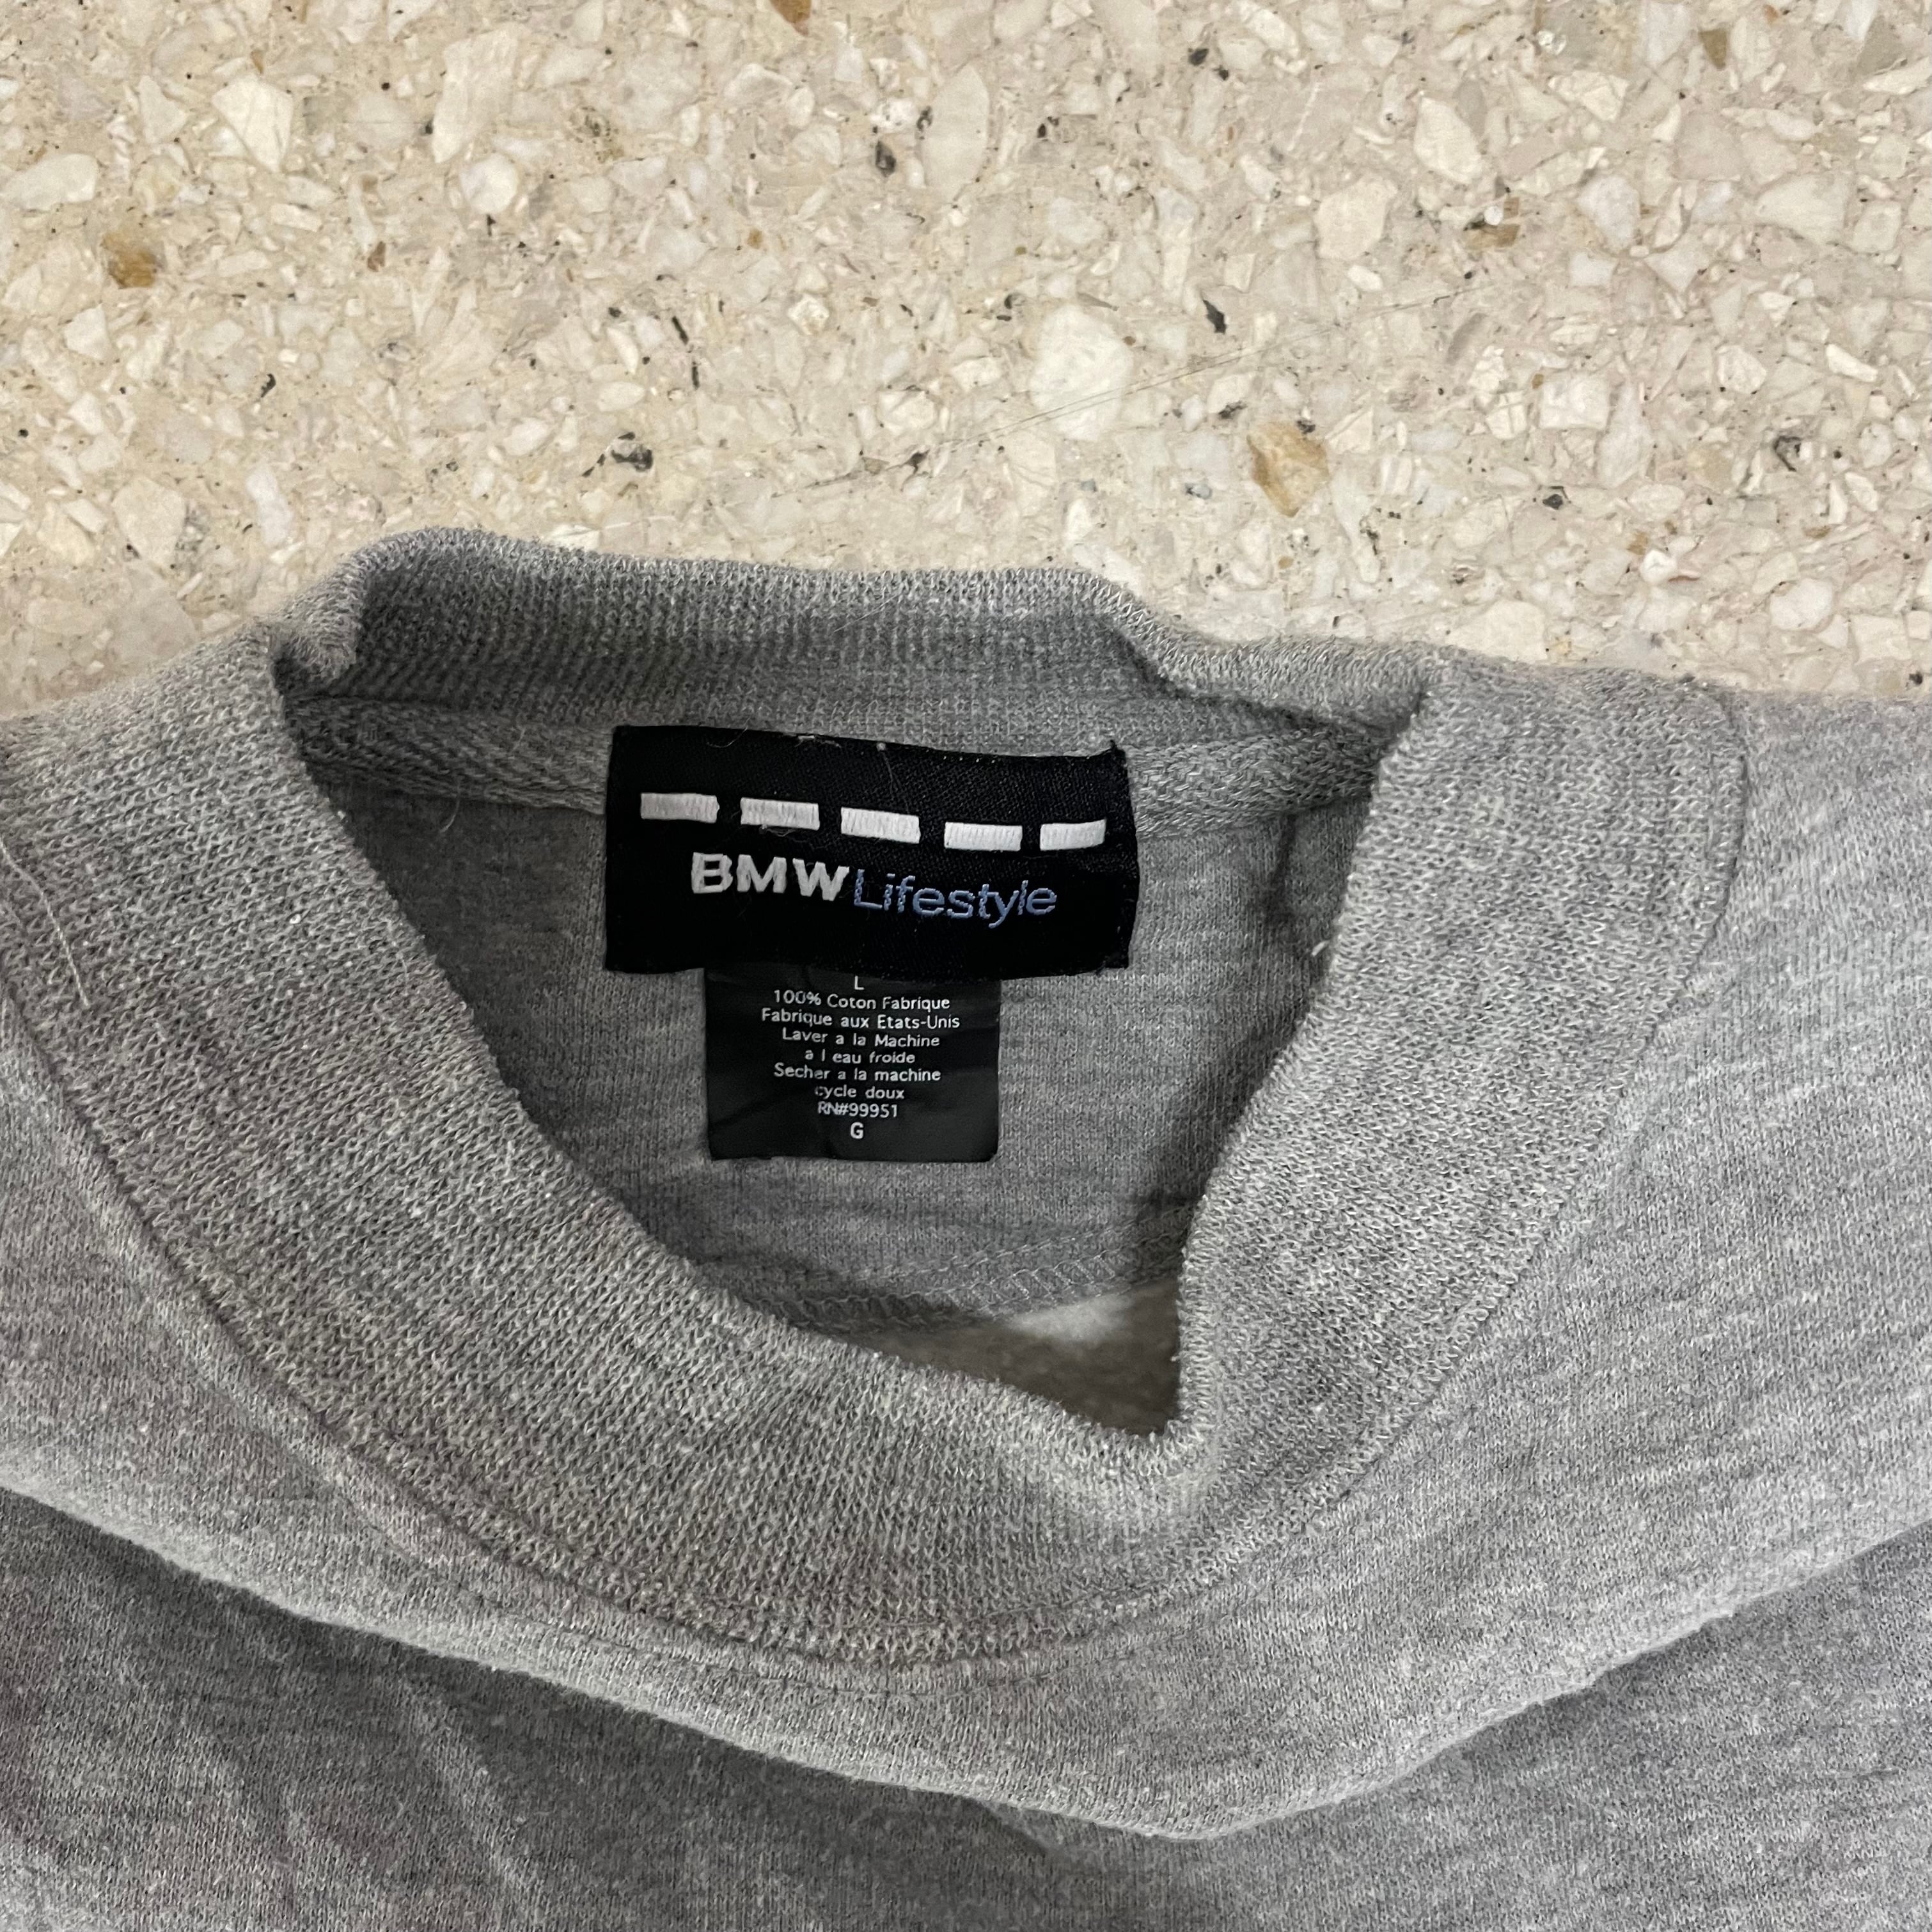 BMW Lifestyle
L
100% Coton Fabrique
Fabrique aux Etats-Unis
Laver a la Machine
a l eau froide
Secher a la machine
cycle doux
RN#99951
G